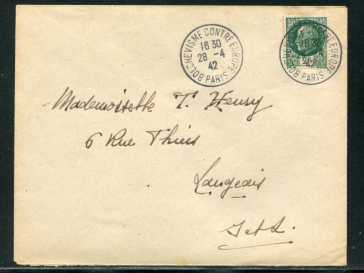 BOLCHEVISME CONTRE EUROPE
16 30
28 -4
42
PARIS
Mademoiselle T. Henry
6 Rue Thiers
Langeais
I et L